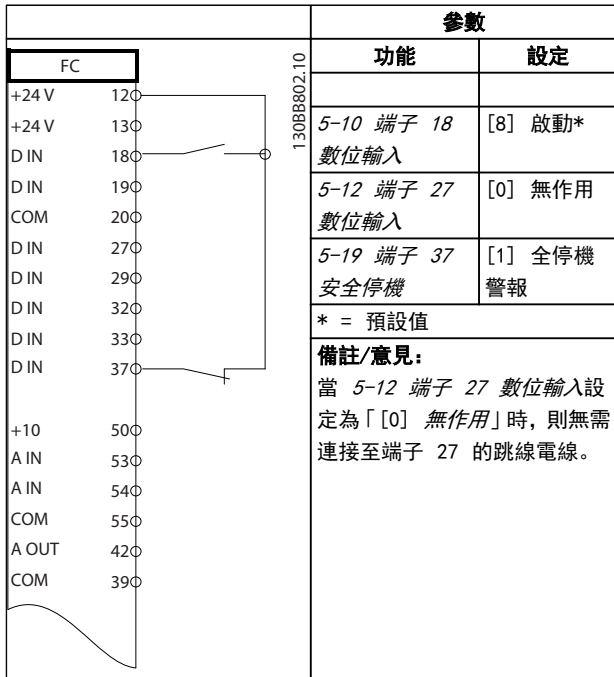 FC
+24 V 12
+24 V 13
D IN 18
D IN 19
COM 20
D IN 27
D IN 29
D IN 32
D IN 33
D IN 37
+10 50
A IN 53
A IN 54
COM 55
A OUT 42
COM 39
130BB802.10
參數
功能 設定
5-10 端子 18 [8] 啟動*
數位輸入
5-12 端子 27 [0] 無作用
數位輸入
5-19 端子 37 [1] 全停機
安全停機 警報
* = 預設值
備註/意見:
當 5-12 端子 27 數位輸入設
定為「[0] 無作用」時, 則無需
連接至端子 27 的跳線電線。